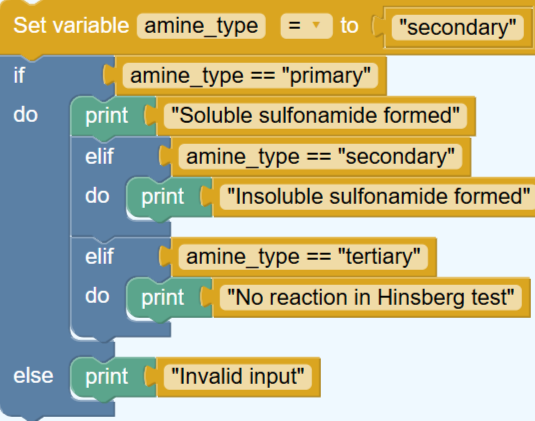 Set variable amine_type = to "secondary"
if amine_type == "primary"
do print "Soluble sulfonamide formed"
elif amine_type == "secondary"
do print "Insoluble sulfonamide formed"
elif amine_type == "tertiary"
do print "No reaction in Hinsberg test"
else print "Invalid input"